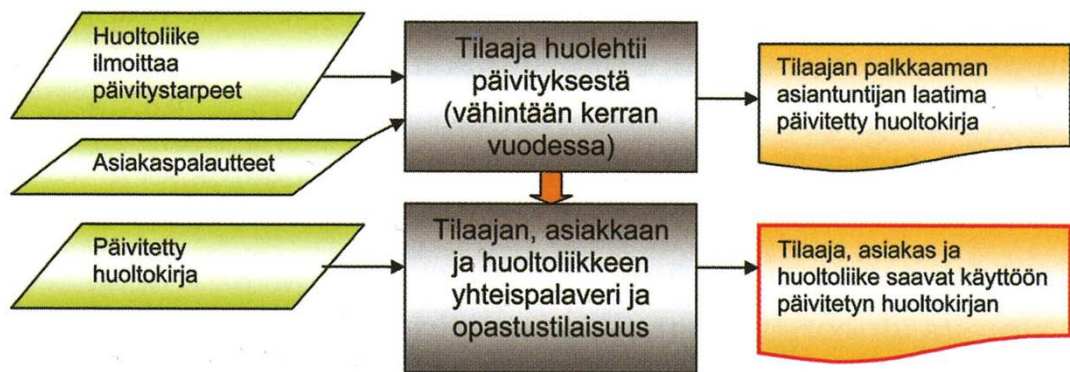 Huoltoliike
ilmoittaa
päivitystarpeet
Asiakaspalautteet
Tilaaja huolehtii
päivityksestä
(vähintään kerran
vuodessa)
Tilaajan palkkaaman
asiantuntijan laatima
päivitetty huoltokirja
Päivitetty
huoltokirja
Tilaajan, asiakkaan
ja huoltoliikkeen
yhteispalaveri ja
opastustilaisuus
Tilaaja, asiakas ja
huoltoliike saavat käyttöön
päivitetyn huoltokirjan